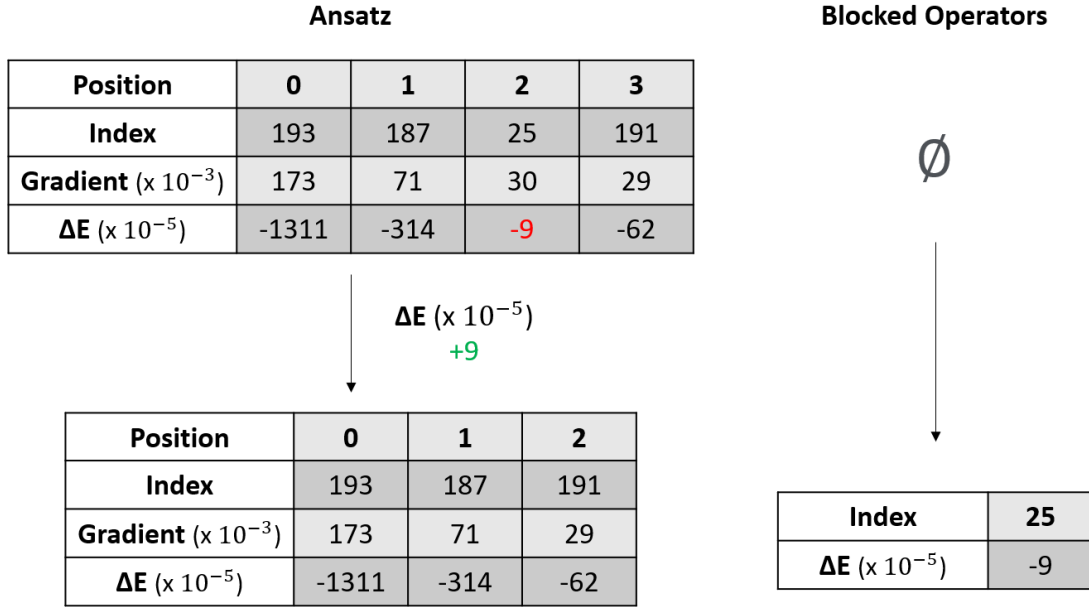 Ansatz
Blocked Operators
Position 0 1 2 3
Index 193 187 25 191
Gradient (x 10⁻³) 173 71 30 29
ΔE (x 10⁻⁵) -1311 -314 -9 -62
∅
ΔE (x 10⁻⁵)
+9
Position 0 1 2
Index 193 187 191
Gradient (x 10⁻³) 173 71 29
ΔE (x 10⁻⁵) -1311 -314 -62
Index 25
ΔE (x 10⁻⁵) -9